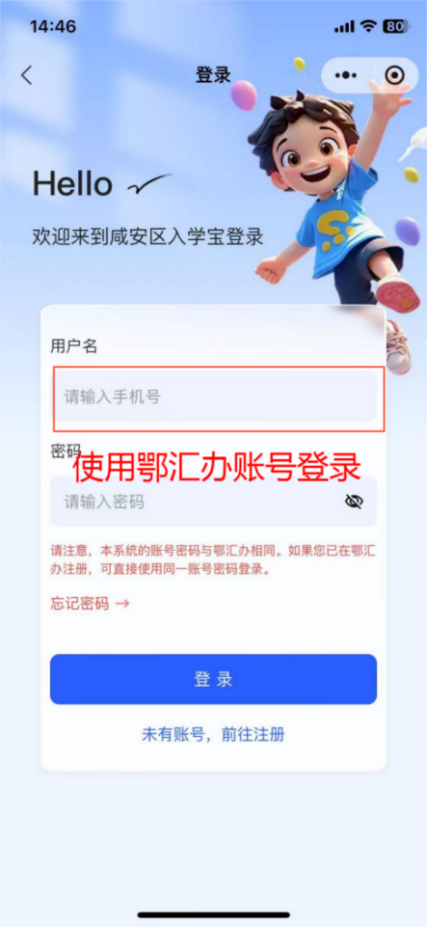 14:46
80
登录
Hello
欢迎来到咸安区入学宝登录
用户名
请输入手机号
密码
使用鄂汇办账号登录
请输入密码
请注意，本系统的账号密码与鄂汇办相同。如果您已在鄂汇
办注册，可直接使用同一账号密码登录。
忘记密码 →
登 录
未有账号，前往注册